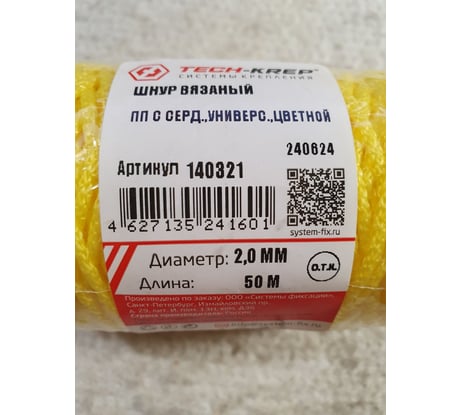 TECH-KREP®
СИСТЕМЫ КРЕПЛЕНИЯ
ШНУР ВЯЗАНЫЙ
ПП С СЕРД.,УНИВЕРС.,ЦВЕТНОЙ
240624
Артикул 140321
4 627135 241601
system-fix.ru
Диаметр: 2,0 ММ
Длина: 50 М
О.Т.К.
Произведено по заказу: ООО «Системы фиксации»,
Санкт-Петербург, Измайловский пр.,
Страна производитель: Россия